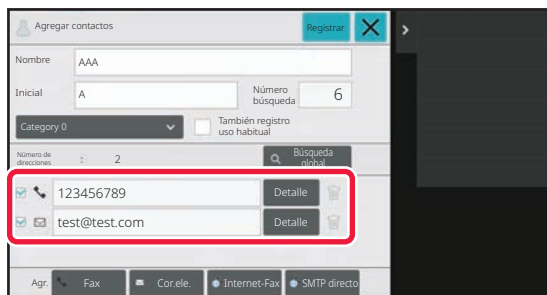 Agregar contactos Registrar
Nombre AAA
Inicial A Número búsqueda 6
Category 0 También registro uso habitual
Número de direcciones : 2 Búsqueda global
123456789 Detalle
test@test.com Detalle
Agr. Fax Cor.ele. Internet-Fax SMTP directo